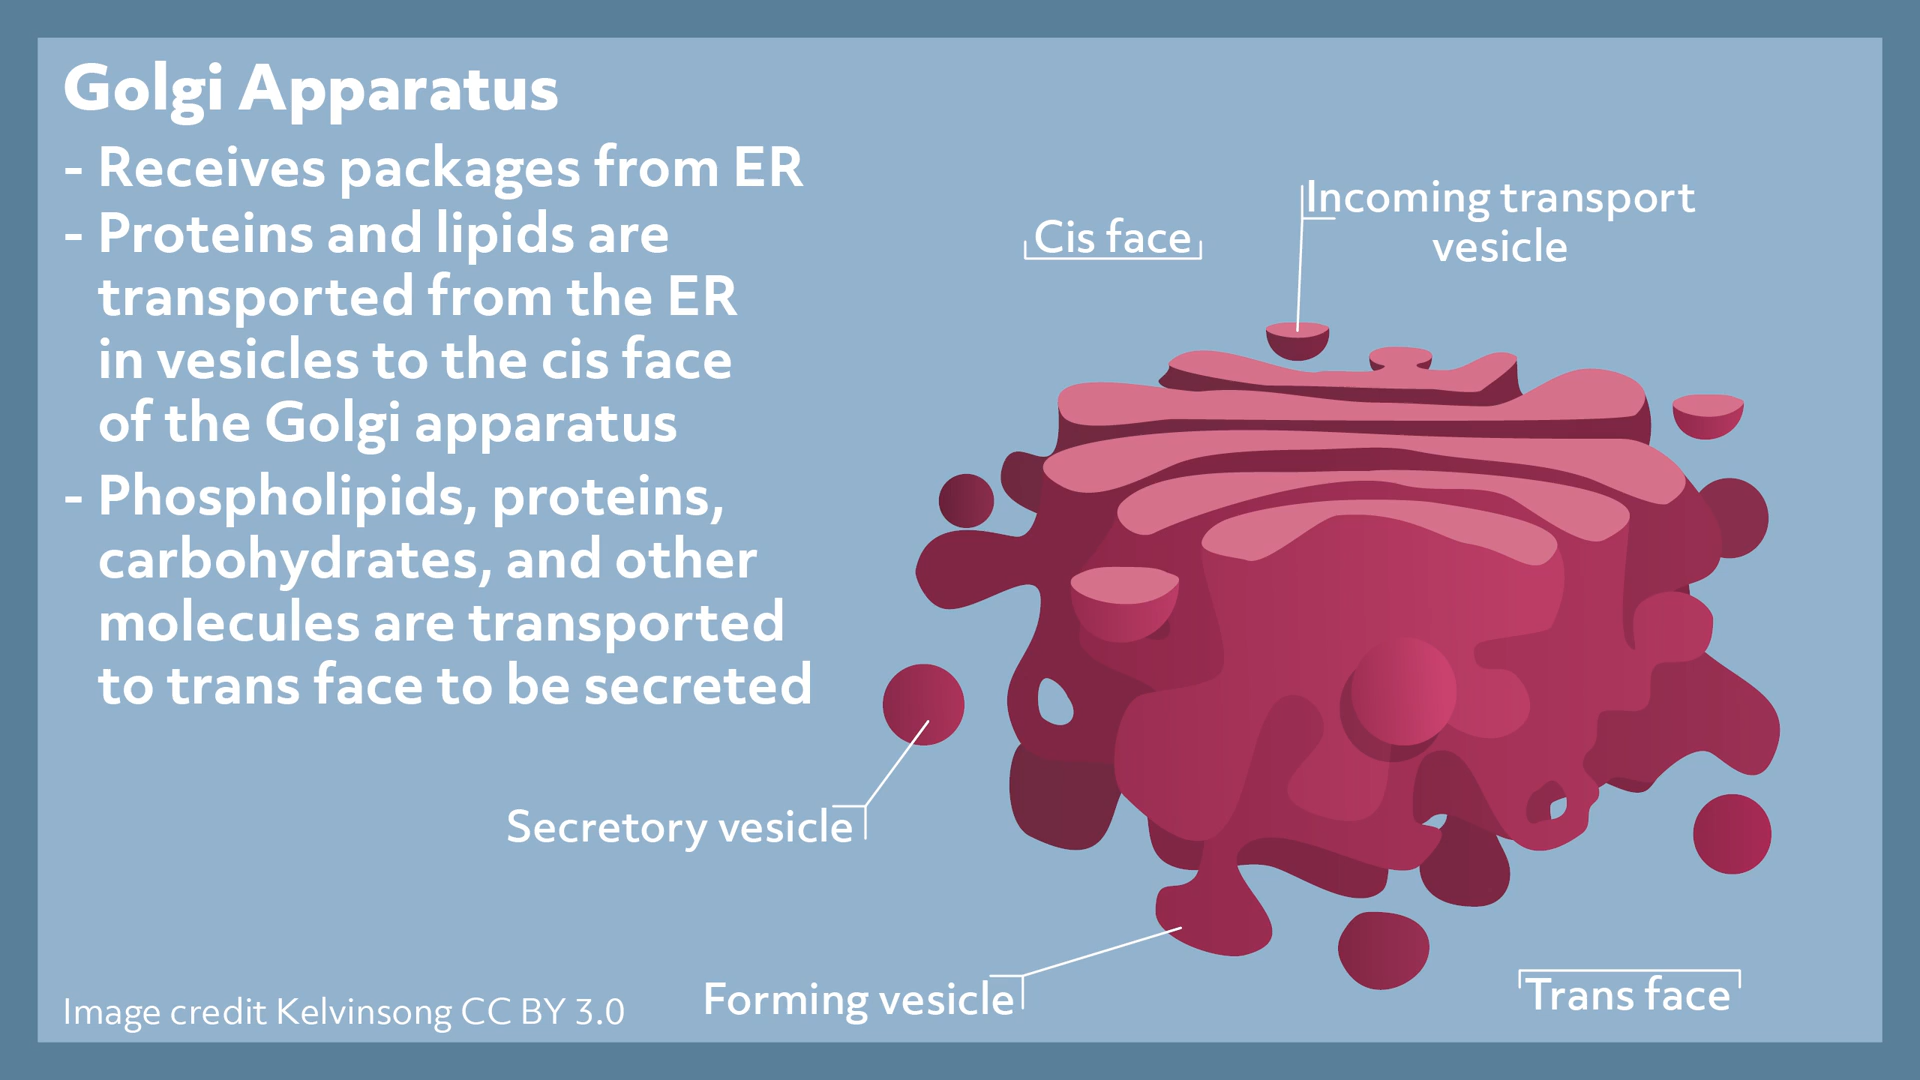 Golgi Apparatus
- Receives packages from ER
- Proteins and lipids are
transported from the ER
in vesicles to the cis face
of the Golgi apparatus
- Phospholipids, proteins,
carbohydrates, and other
molecules are transported
to trans face to be secreted
Cis face
Incoming transport
vesicle
Secretory vesicle
Forming vesicle
Trans face
Image credit Kelvinsong CC BY 3.0